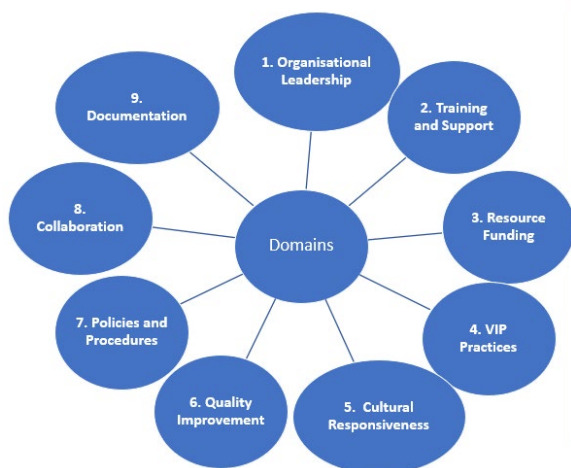 1. Organisational
Leadership
2. Training
and Support
3. Resource
Funding
4. VIP
Practices
5. Cultural
Responsiveness
6. Quality
Improvement
7. Policies and
Procedures
8.
Collaboration
9.
Documentation
Domains